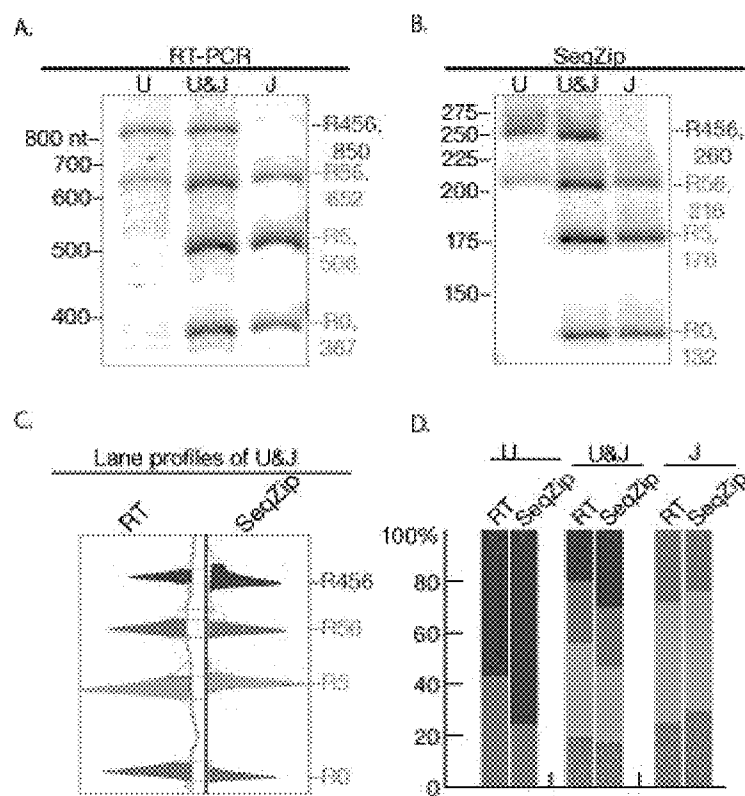 A.
RT-PCR
U U&J J
800 nt-
700-
600-
500-
400-
R456,
850
R56,
652
R5,
508
R0,
367
B.
SeqZip
U U&J J
275-
250-
225-
200-
175-
150-
R456,
260
R56,
216
R5,
176
R0,
132
C.
Lane profiles of U&J
RT SeqZip
R456
R56
R5
R0
D.
U U&J J
RT SeqZip RT SeqZip RT SeqZip
100%
80
60
40
20
0